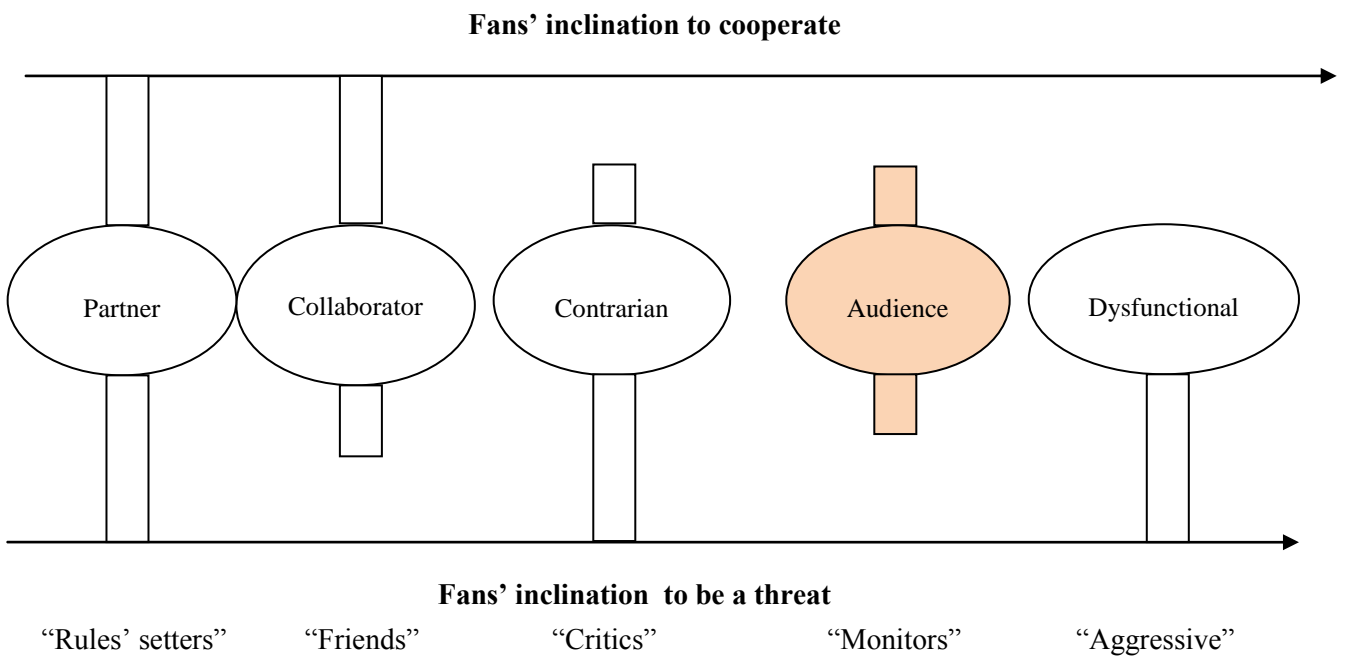 Fans’ inclination to cooperate
Partner
Collaborator
Contrarian
Audience
Dysfunctional
Fans’ inclination  to be a threat
“Rules’ setters” “Friends” “Critics” “Monitors” “Aggressive”